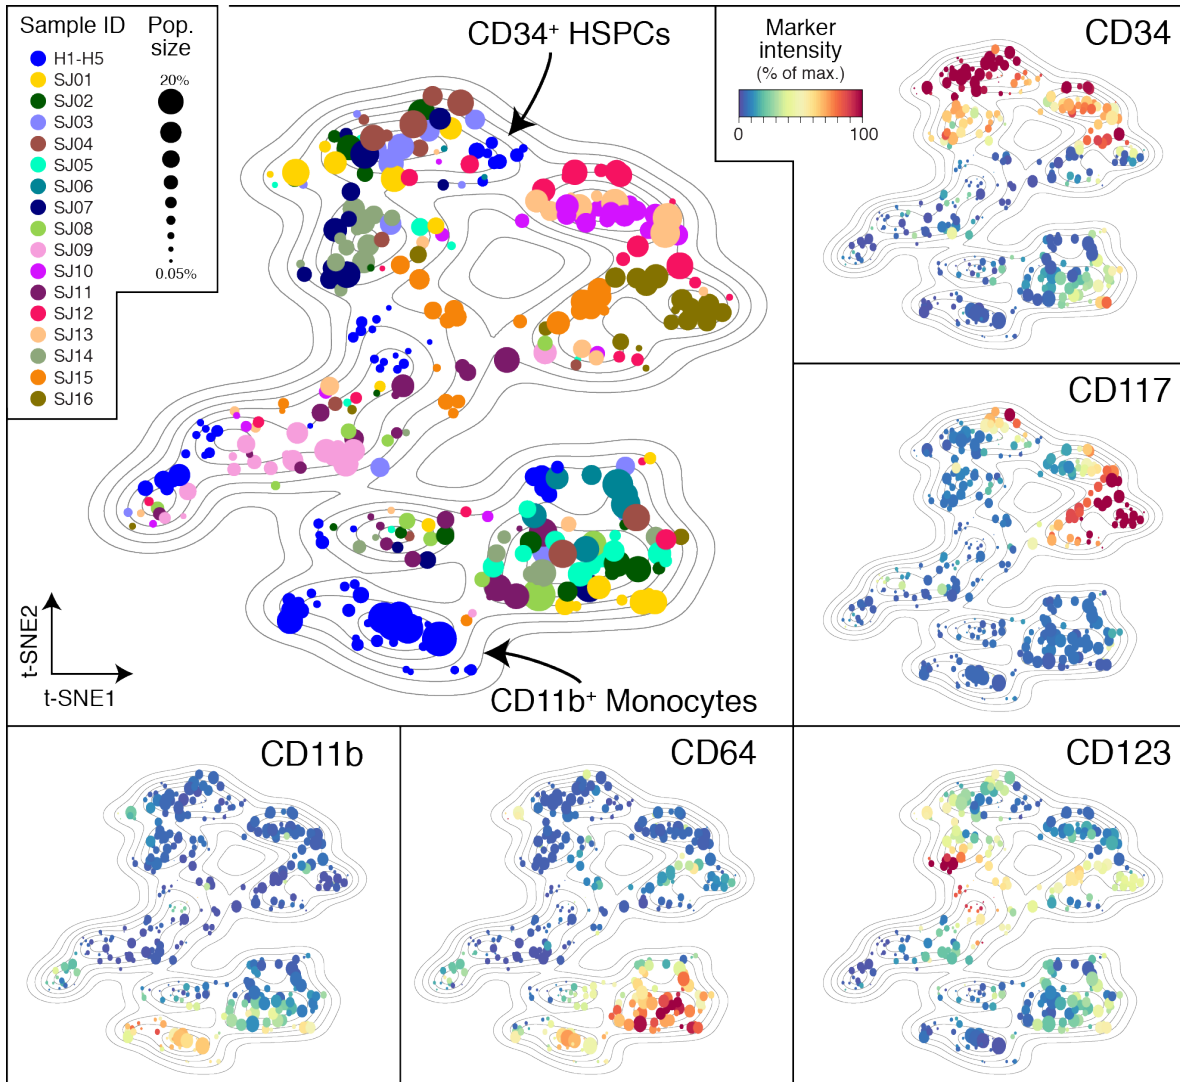 Sample ID
Pop.
size
H1-H5
SJ01
SJ02
SJ03
SJ04
SJ05
SJ06
SJ07
SJ08
SJ09
SJ10
SJ11
SJ12
SJ13
SJ14
SJ15
SJ16
20%
0.05%
CD34⁺ HSPCs
CD11b⁺ Monocytes
t-SNE2
t-SNE1
Marker
intensity
(% of max.)
0
100
CD34
CD117
CD11b
CD64
CD123